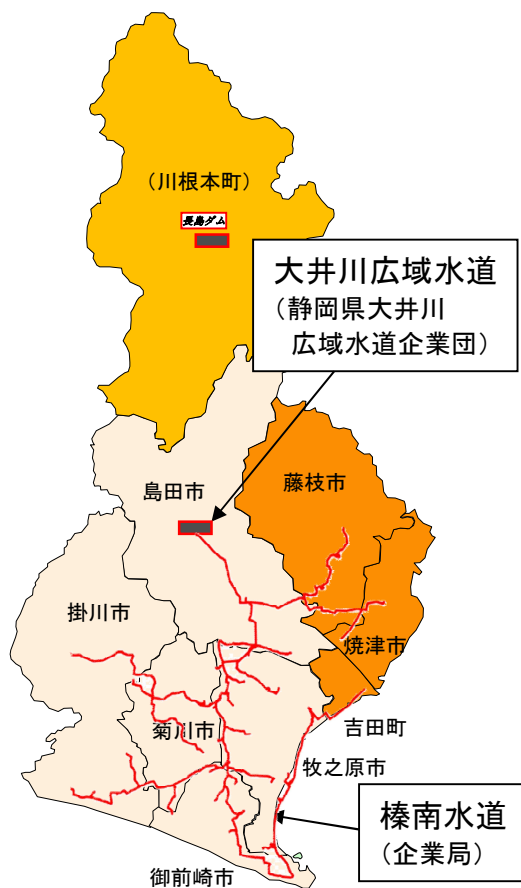 (川根本町)
長島ダム
大井川広域水道
(静岡県大井川
広域水道企業団)
島田市
藤枝市
掛川市
焼津市
菊川市
吉田町
牧之原市
榛南水道
(企業局)
御前崎市